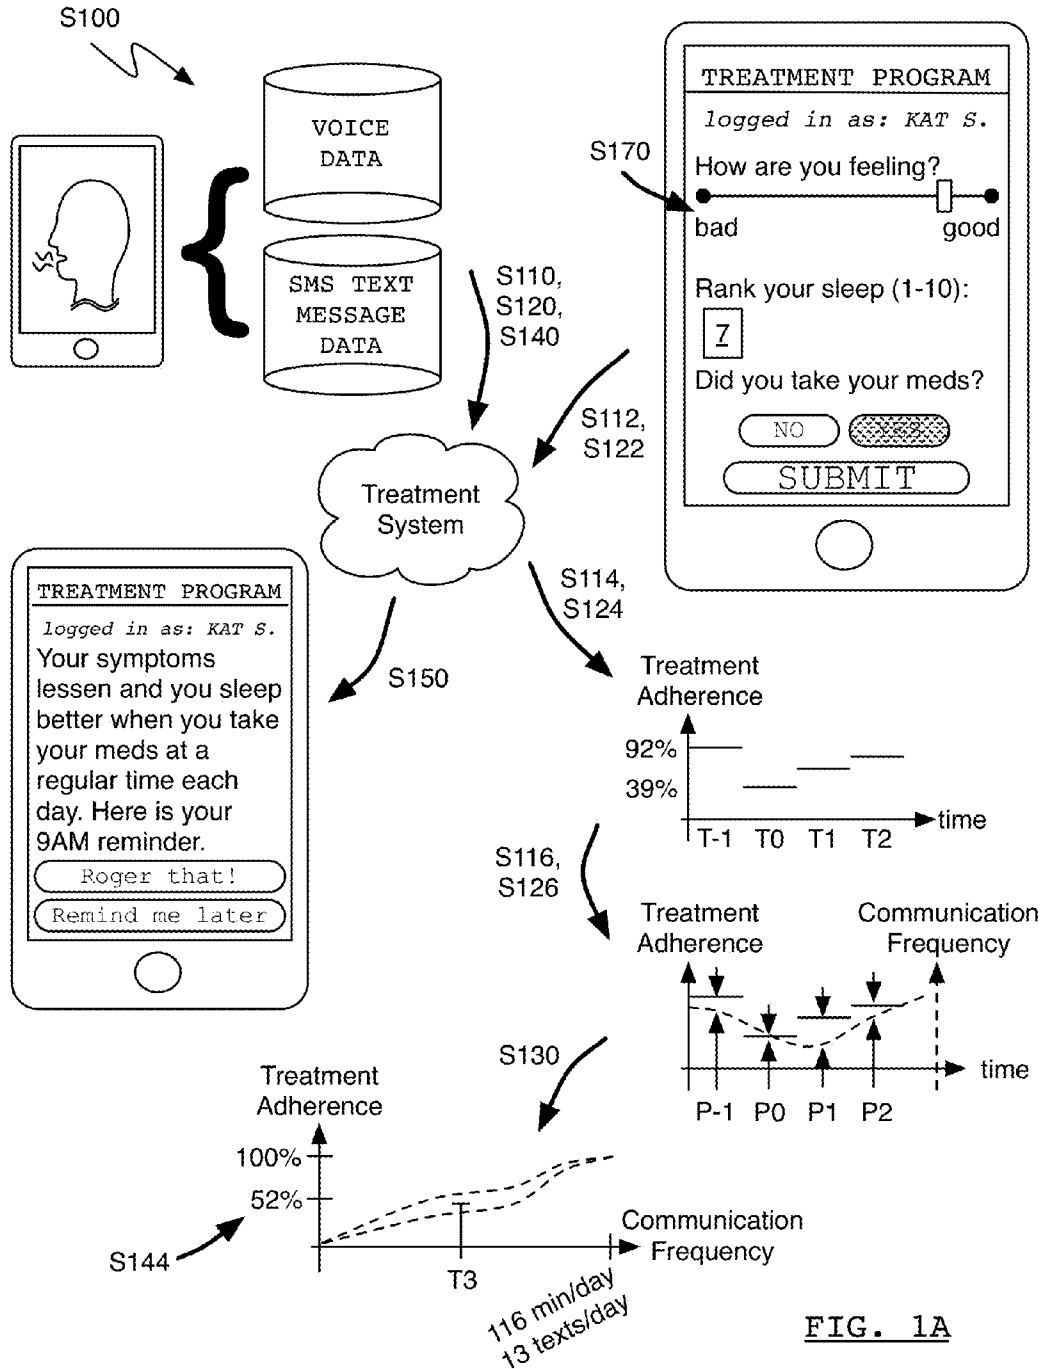 S100
VOICE
DATA
SMS TEXT
MESSAGE
DATA
S110,
S120,
S140
S170
TREATMENT PROGRAM
logged in as: KAT S.
How are you feeling?
bad
good
Rank your sleep (1-10):
7
Did you take your meds?
NO
YES
SUBMIT
S112,
S122
Treatment
System
S114,
S124
S150
TREATMENT PROGRAM
logged in as: KAT S.
Your symptoms
lessen and you sleep
better when you take
your meds at a
regular time each
day. Here is your
9AM reminder.
Roger that!
Remind me later
Treatment
Adherence
92%
39%
T-1 T0 T1 T2
time
S116,
S126
Treatment
Adherence
Communication
Frequency
time
P-1 P0 P1 P2
S130
Treatment
Adherence
100%
52%
S144
T3
Communication
Frequency
116 min/day
13 texts/day
FIG. 1A